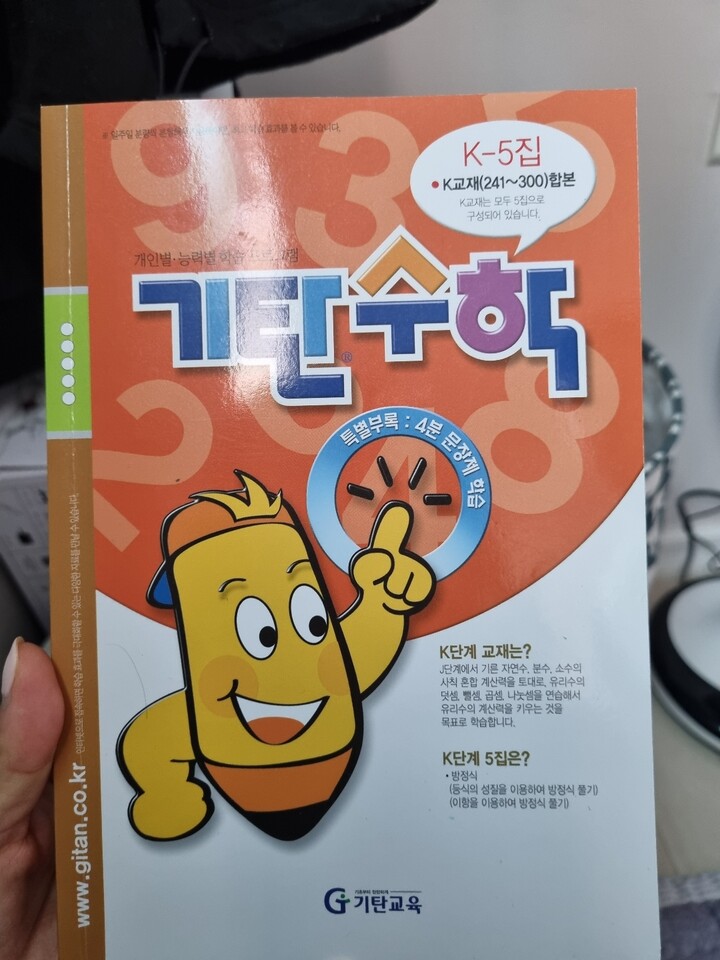 K-5집
• K교재(241~300)합본
K교재는 모두 5집으로
구성되어 있습니다.
개인별·능력별 학습 프로그램
기탄수학
®
특별부록 : 4분 문장제 학습
K단계 교재는?
J단계에서 기른 자연수, 분수, 소수의
사칙 혼합 계산력을 토대로, 유리수의
덧셈, 뺄셈, 곱셈, 나눗셈을 연습해서
유리수의 계산력을 키우는 것을
목표로 학습합니다.
K단계 5집은?
• 방정식
(등식의 성질을 이용하여 방정식 풀기)
(이항을 이용하여 방정식 풀기)
www.gitan.co.kr
기탄교육